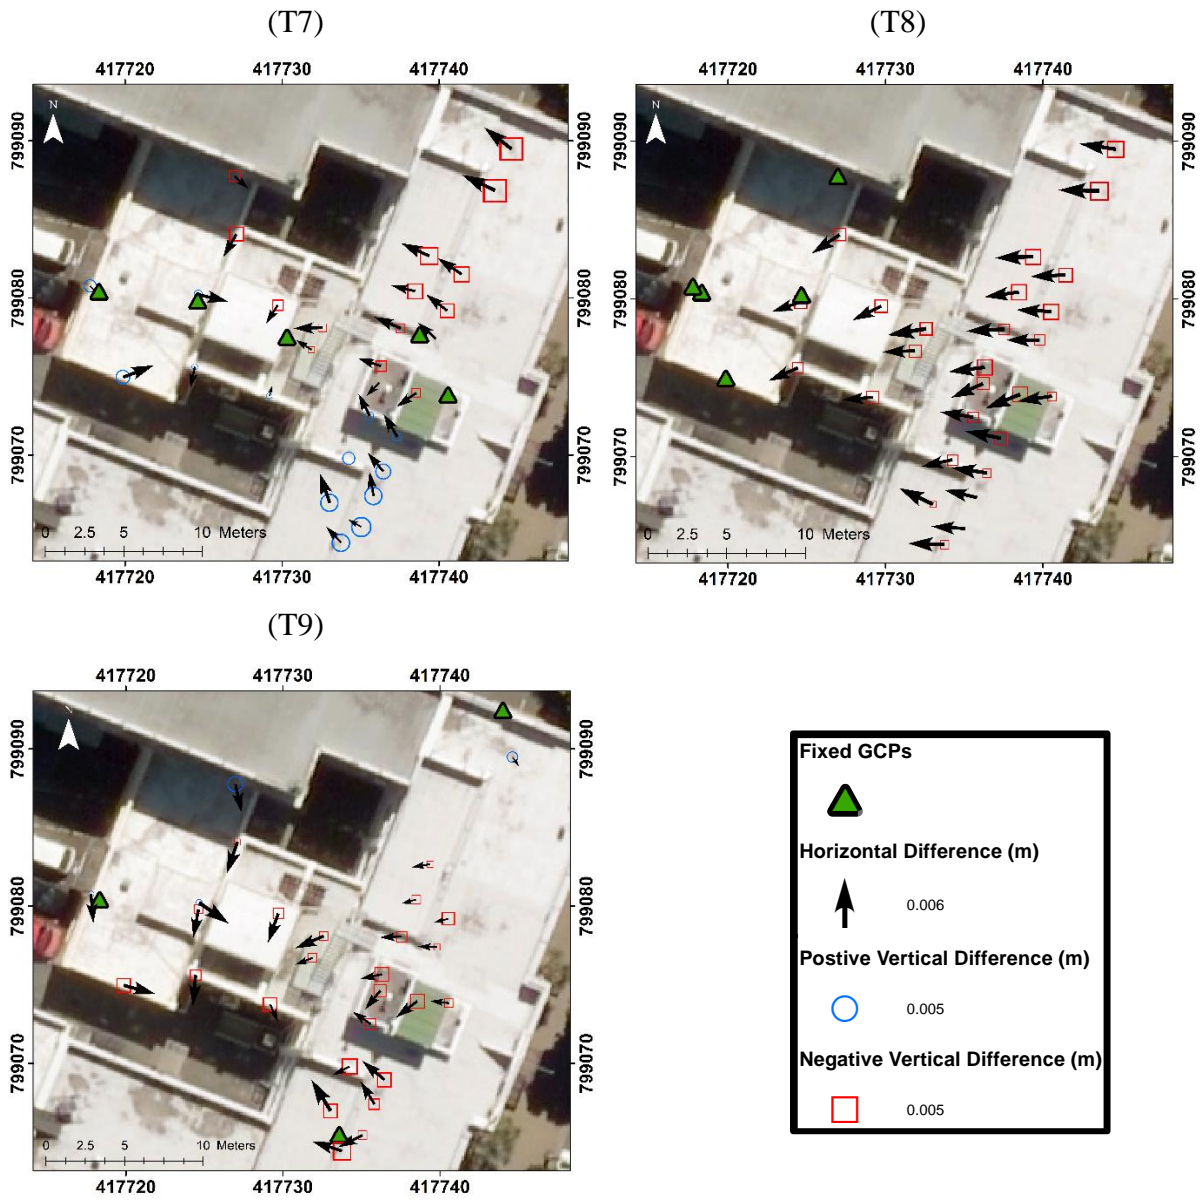 (T7)
(T8)
417720 417730 417740
417720 417730 417740
N
N
799090
799080
799070
799090
799080
799070
799090
799080
799070
799090
799080
799070
0 2.5 5 10 Meters
0 2.5 5 10 Meters
417720 417730 417740
417720 417730 417740
(T9)
417720 417730 417740
N
799090
799080
799070
799090
799080
799070
0 2.5 5 10 Meters
417720 417730 417740
Fixed GCPs
Horizontal Difference (m)
0.006
Postive Vertical Difference (m)
0.005
Negative Vertical Difference (m)
0.005